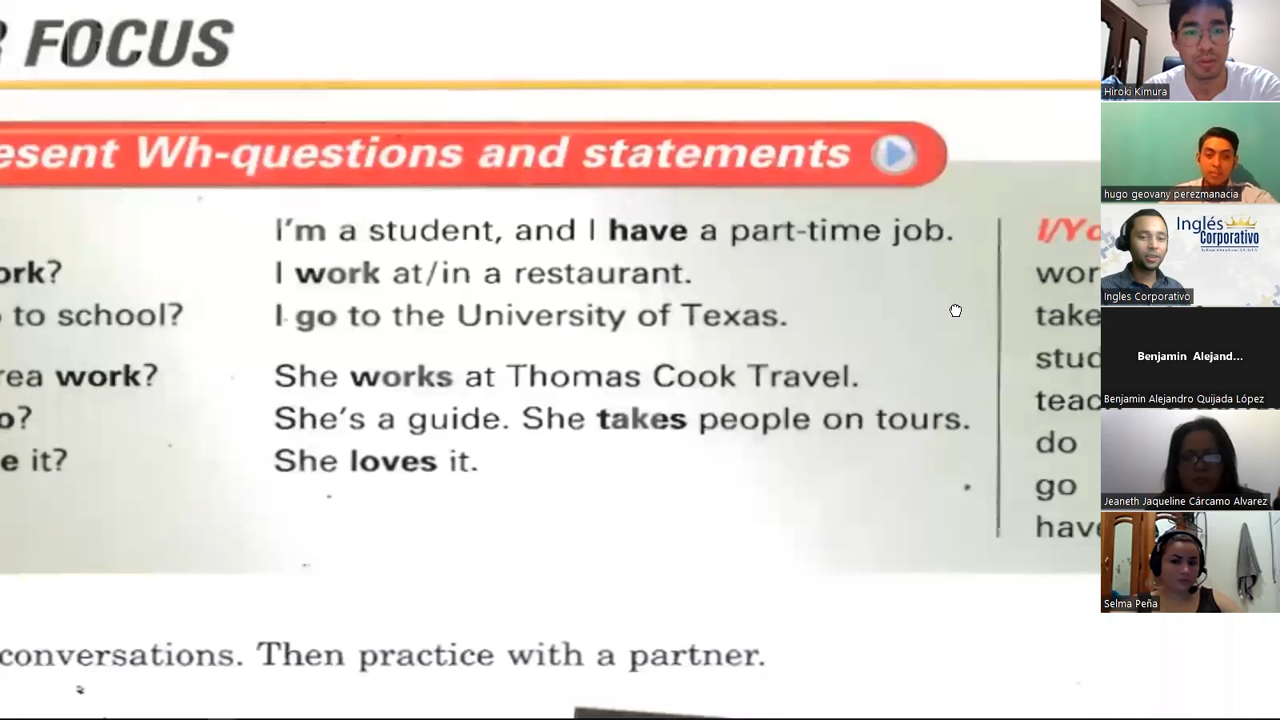 FOCUS
esent Wh-questions and statements
I'm a student, and I have a part-time job.
ork? I work at/in a restaurant.
to school? I go to the University of Texas.
rea work? She works at Thomas Cook Travel.
o? She's a guide. She takes people on tours.
e it? She loves it.
I/Yo
wor
take
stud
teac
do
go
have
conversations. Then practice with a partner.
Hiroki Kimura
hugo geovany perezmanacia
Inglés
Corporativo
Ingles Corporativo
Benjamin Alejand...
Benjamin Alejandro Quijada López
Jeaneth Jaqueline Cárcamo Alvarez
Selma Peña